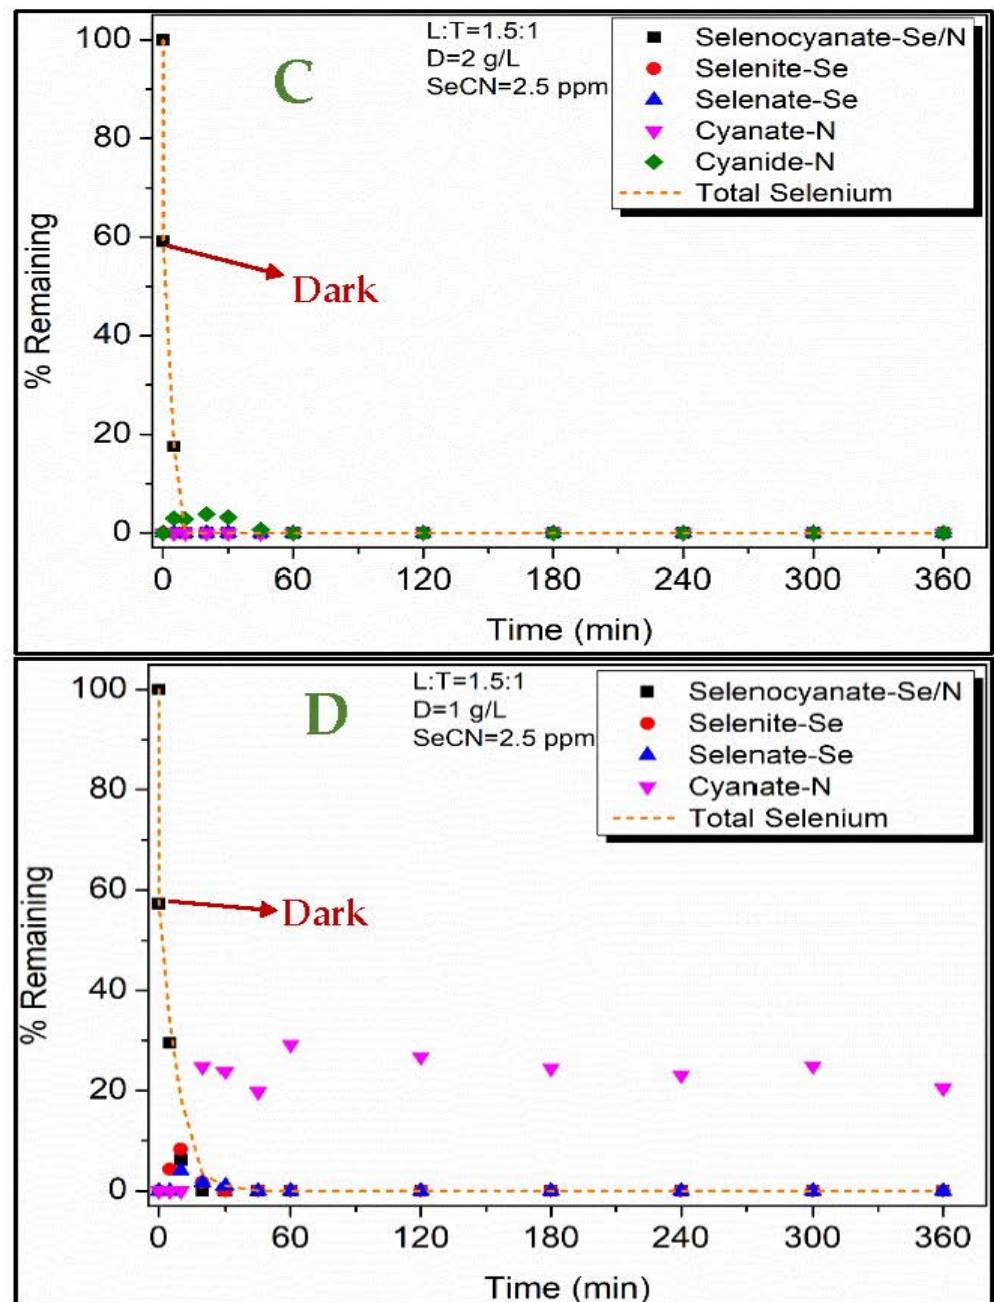 L:T=1.5:1
D=2 g/L
SeCN=2.5 ppm
C
Selenocyanate-Se/N
Selenite-Se
Selenate-Se
Cyanate-N
Cyanide-N
Total Selenium
Dark
% Remaining
100
80
60
40
20
0
0 60 120 180 240 300 360
Time (min)
L:T=1.5:1
D=1 g/L
SeCN=2.5 ppm
D
Selenocyanate-Se/N
Selenite-Se
Selenate-Se
Cyanate-N
Total Selenium
Dark
% Remaining
100
80
60
40
20
0
0 60 120 180 240 300 360
Time (min)